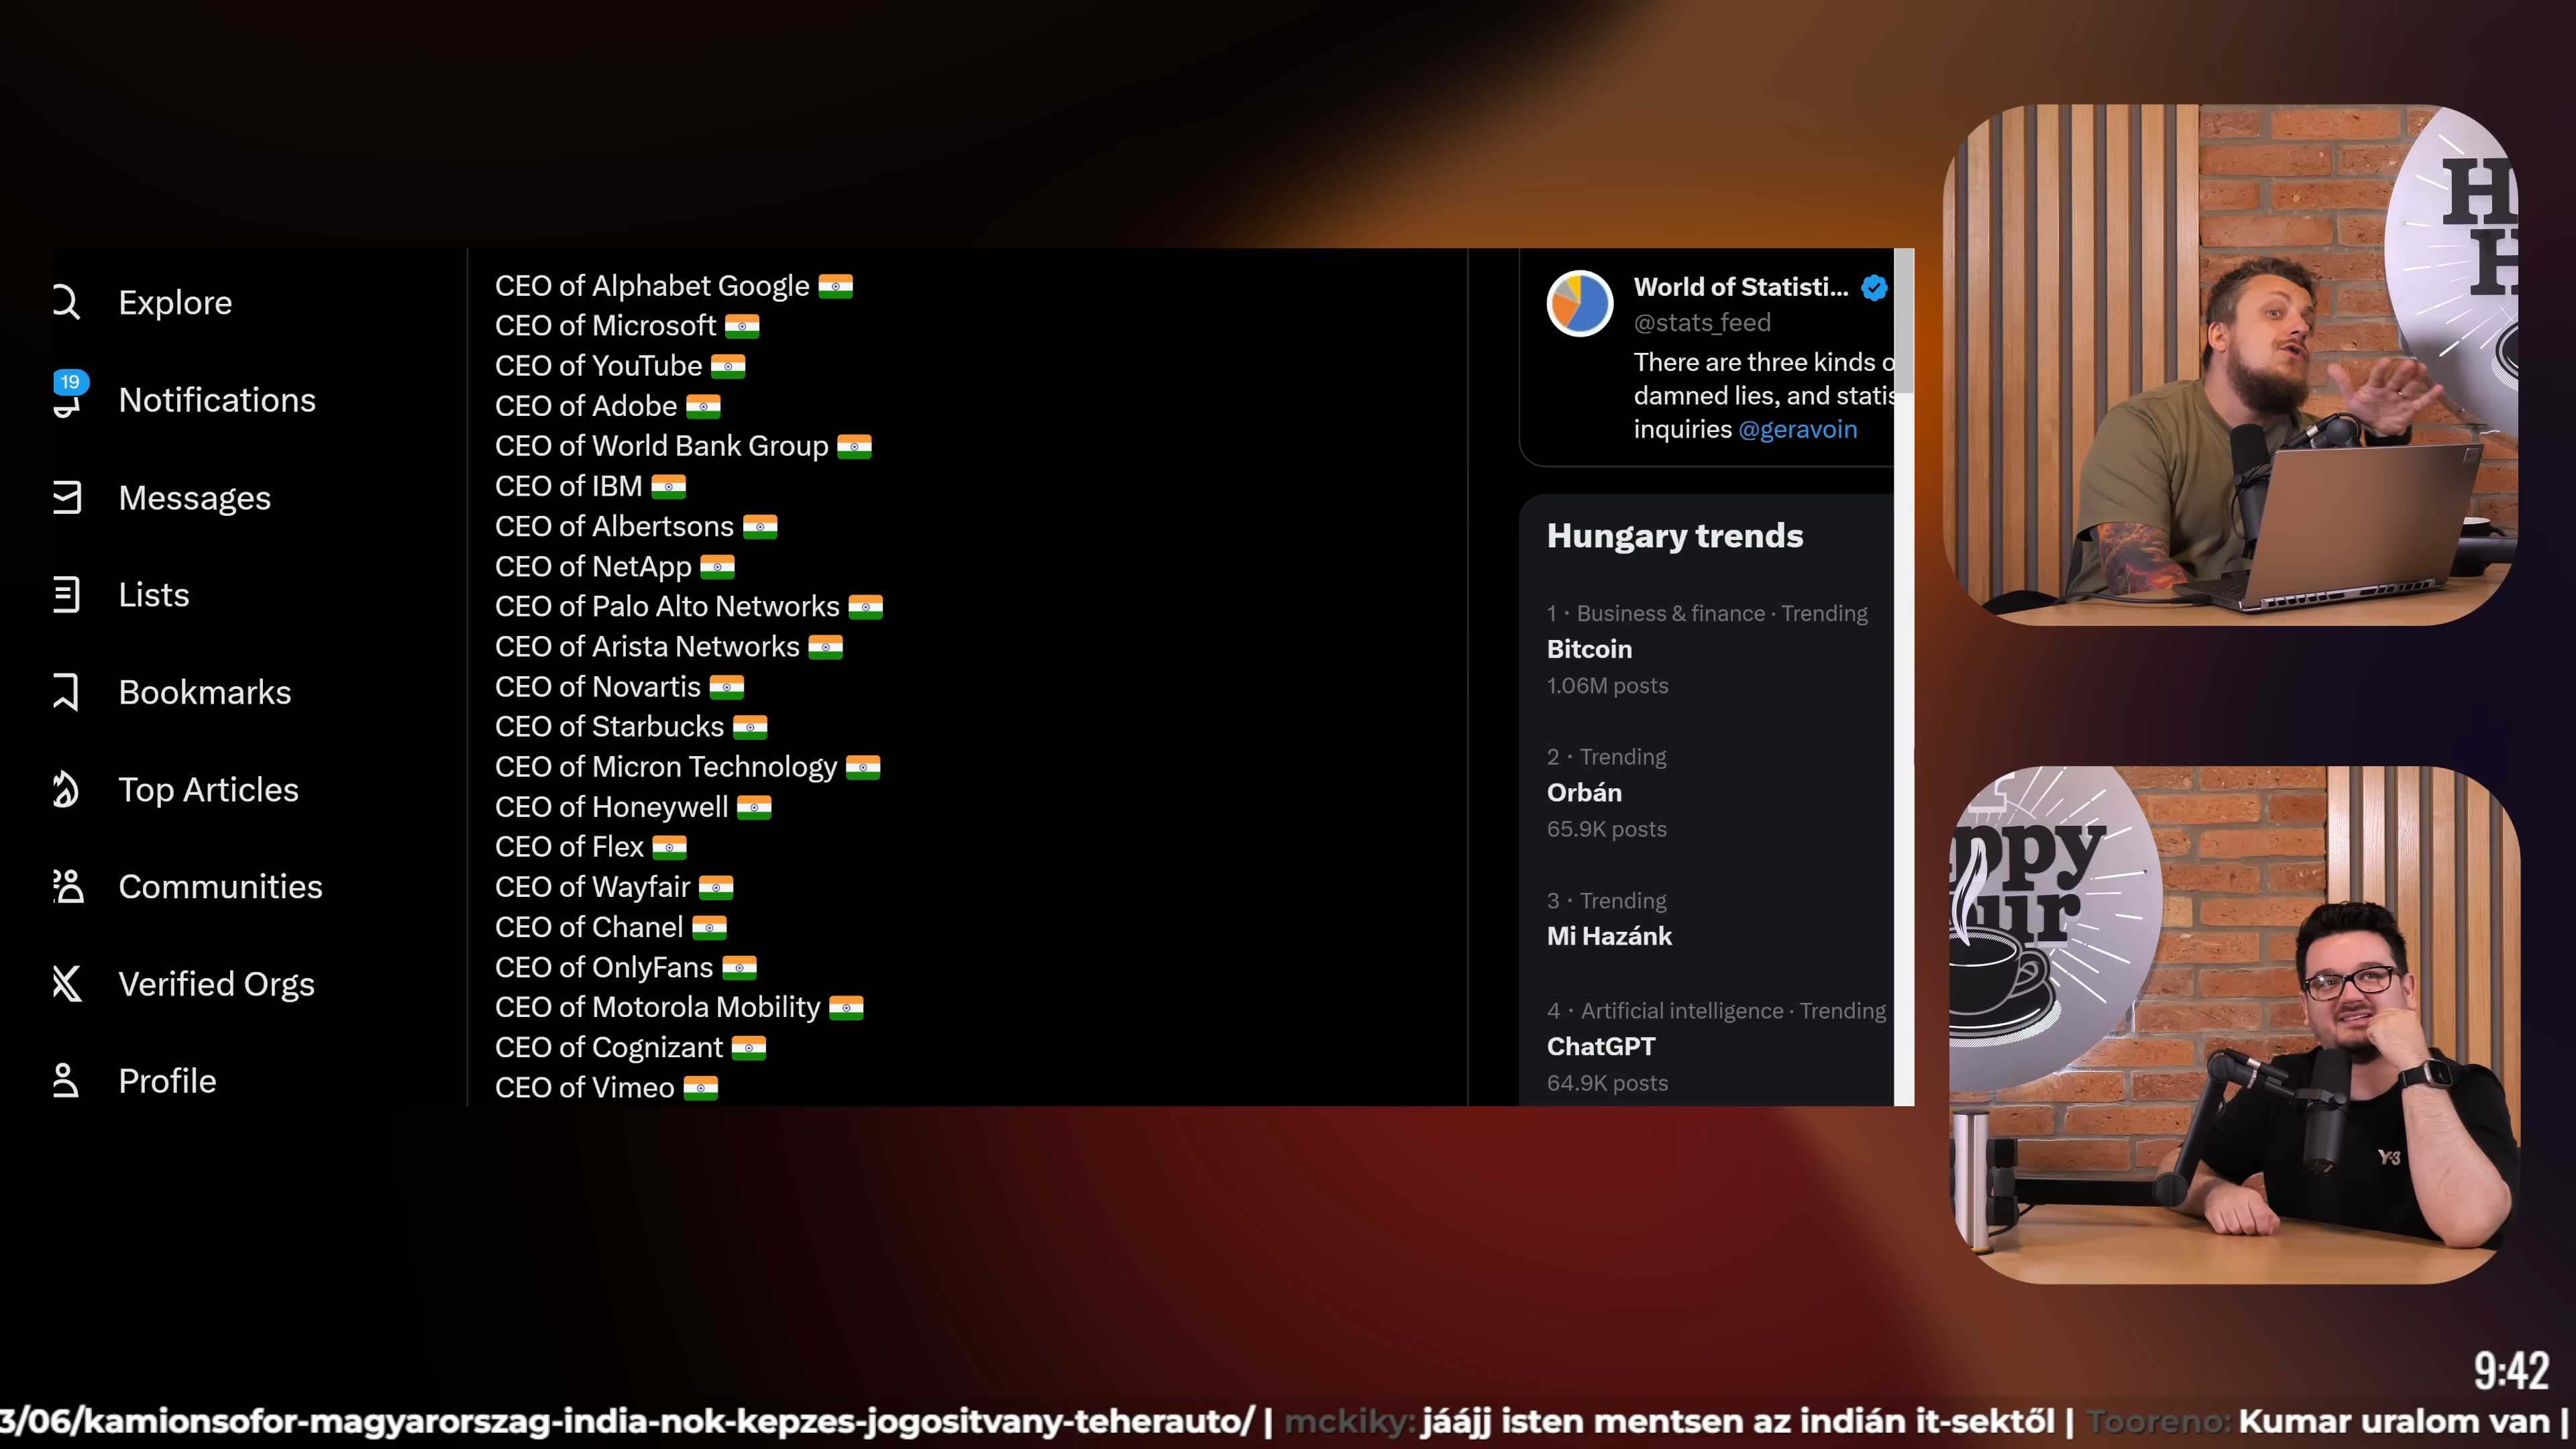 Explore
19
Notifications
Messages
Lists
Bookmarks
Top Articles
Communities
Verified Orgs
Profile
CEO of Alphabet Google 🇮🇳
CEO of Microsoft 🇮🇳
CEO of YouTube 🇮🇳
CEO of Adobe 🇮🇳
CEO of World Bank Group 🇮🇳
CEO of IBM 🇮🇳
CEO of Albertsons 🇮🇳
CEO of NetApp 🇮🇳
CEO of Palo Alto Networks 🇮🇳
CEO of Arista Networks 🇮🇳
CEO of Novartis 🇮🇳
CEO of Starbucks 🇮🇳
CEO of Micron Technology 🇮🇳
CEO of Honeywell 🇮🇳
CEO of Flex 🇮🇳
CEO of Wayfair 🇮🇳
CEO of Chanel 🇮🇳
CEO of OnlyFans 🇮🇳
CEO of Motorola Mobility 🇮🇳
CEO of Cognizant 🇮🇳
CEO of Vimeo 🇮🇳
World of Statisti...
@stats_feed
There are three kinds o
damned lies, and statis
inquiries @geravoin
Hungary trends
1 · Business & finance · Trending
Bitcoin
1.06M posts
2 · Trending
Orbán
65.9K posts
3 · Trending
Mi Hazánk
4 · Artificial intelligence · Trending
ChatGPT
64.9K posts
H
H
ppy
ur
Y-3
9:42
3/06/kamionsofor-magyarorszag-india-nok-kepzes-jogositvany-teherauto/ | mckiky: jáájj isten mentsen az indián it-sektől | Tooreno: Kumar uralom van |